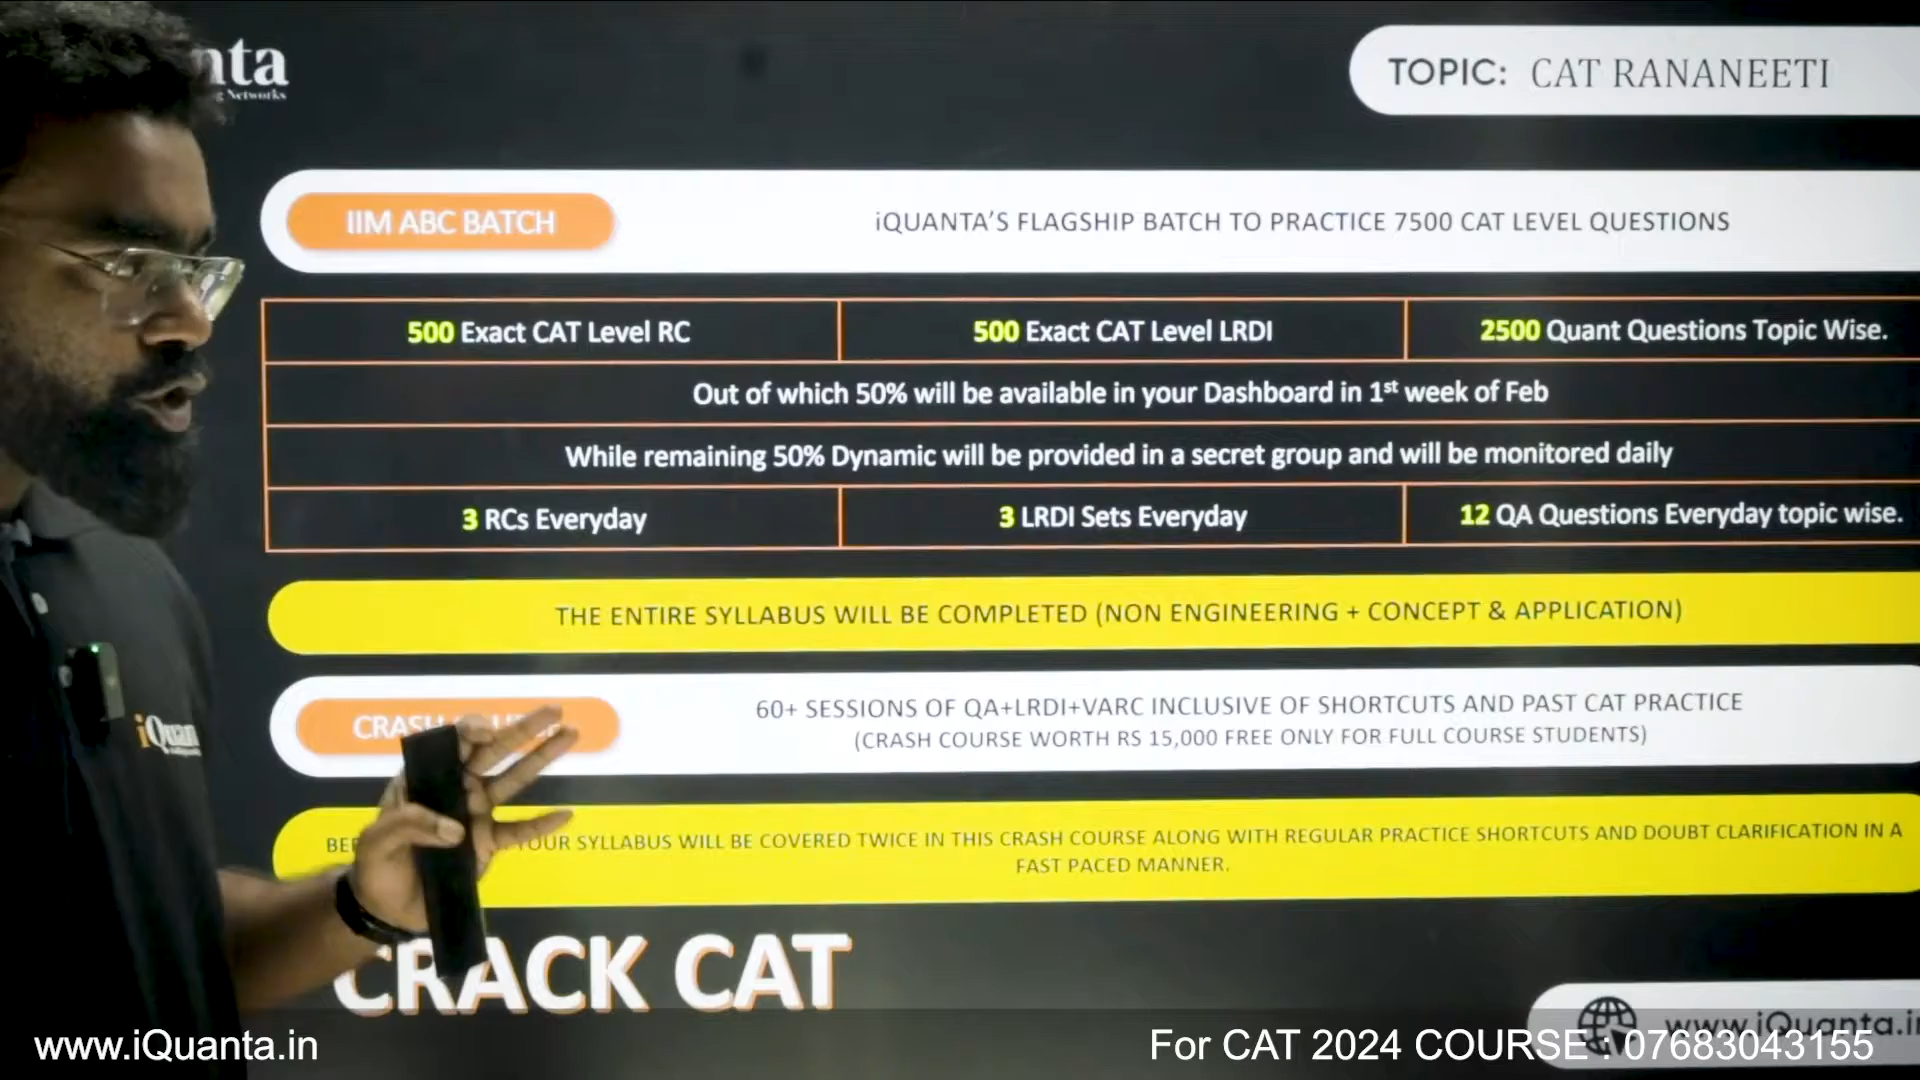 TOPIC: CAT RANANEETI
Networks
IIM ABC BATCH
iQUANTA'S FLAGSHIP BATCH TO PRACTICE 7500 CAT LEVEL QUESTIONS
500 Exact CAT Level RC
500 Exact CAT Level LRDI
2500 Quant Questions Topic Wise.
Out of which 50% will be available in your Dashboard in 1st week of Feb
While remaining 50% Dynamic will be provided in a secret group and will be monitored daily
3 RCs Everyday
3 LRDI Sets Everyday
12 QA Questions Everyday topic wise.
THE ENTIRE SYLLABUS WILL BE COMPLETED (NON ENGINEERING + CONCEPT & APPLICATION)
CRASH
60+ SESSIONS OF QA+LRDI+VARC INCLUSIVE OF SHORTCUTS AND PAST CAT PRACTICE
(CRASH COURSE WORTH RS 15,000 FREE ONLY FOR FULL COURSE STUDENTS)
YOUR SYLLABUS WILL BE COVERED TWICE IN THIS CRASH COURSE ALONG WITH REGULAR PRACTICE SHORTCUTS AND DOUBT CLARIFICATION IN A
FAST PACED MANNER.
CRACK CAT
www.iQuanta.in
www.iQuanta.in
For CAT 2024 COURSE : 07683043155